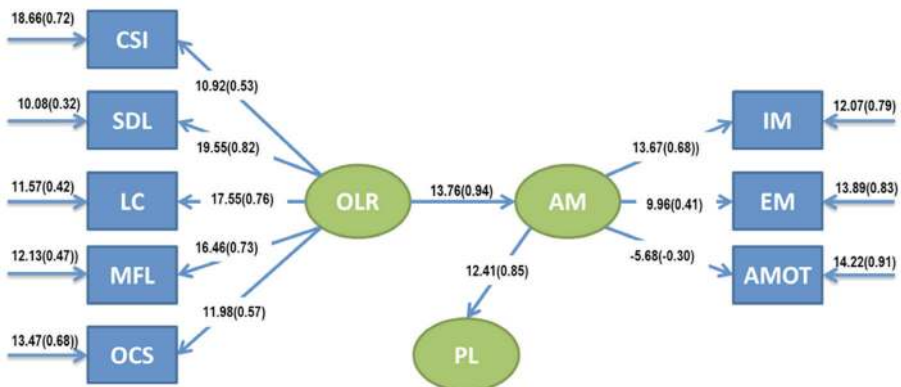 18.66(0.72)
CSI
10.92(0.53)
10.08(0.32)
SDL
19.55(0.82)
11.57(0.42)
LC
17.55(0.76)
OLR
12.13(0.47))
MFL
16.46(0.73)
13.47(0.68))
OCS
11.98(0.57)
13.76(0.94)
AM
12.41(0.85)
PL
13.67(0.68))
IM
12.07(0.79)
9.96(0.41)
EM
13.89(0.83)
-5.68(-0.30)
AMOT
14.22(0.91)